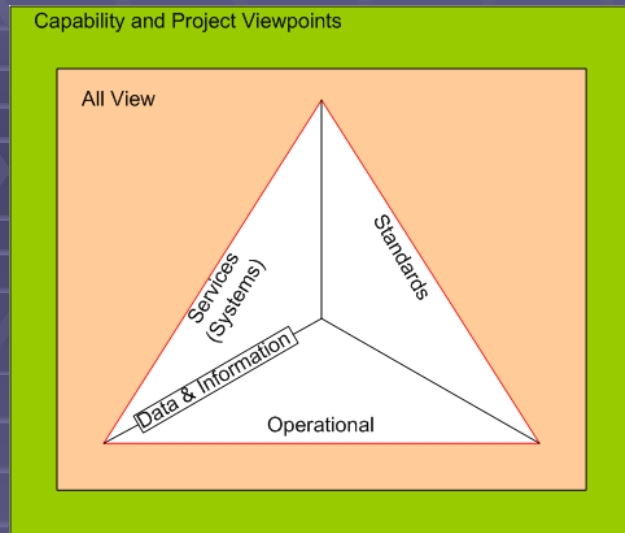 Capability and Project Viewpoints
All View
Services
(Systems)
Standards
Data & Information
Operational